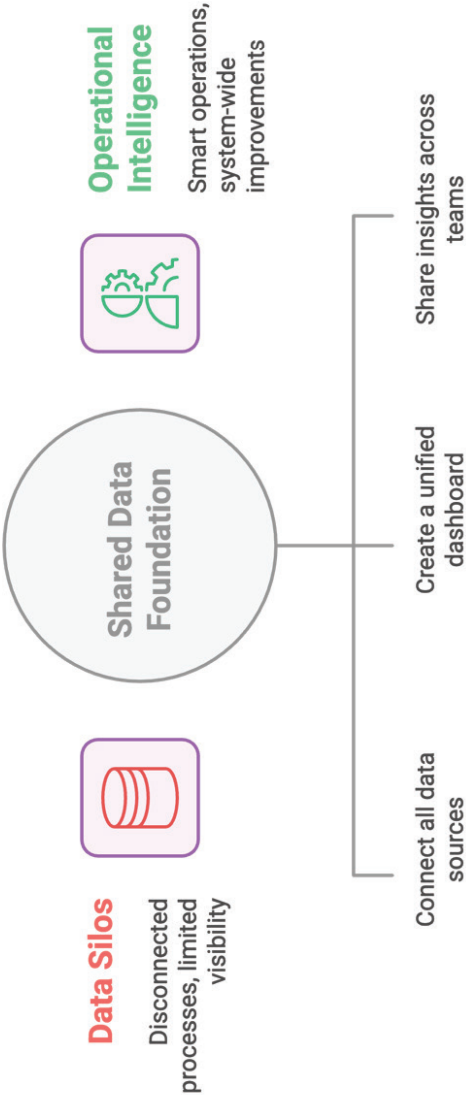 Data Silos
Disconnected
processes, limited
visibility
Shared Data
Foundation
Operational
Intelligence
Smart operations,
system-wide
improvements
Connect all data
sources
Create a unified
dashboard
Share insights across
teams